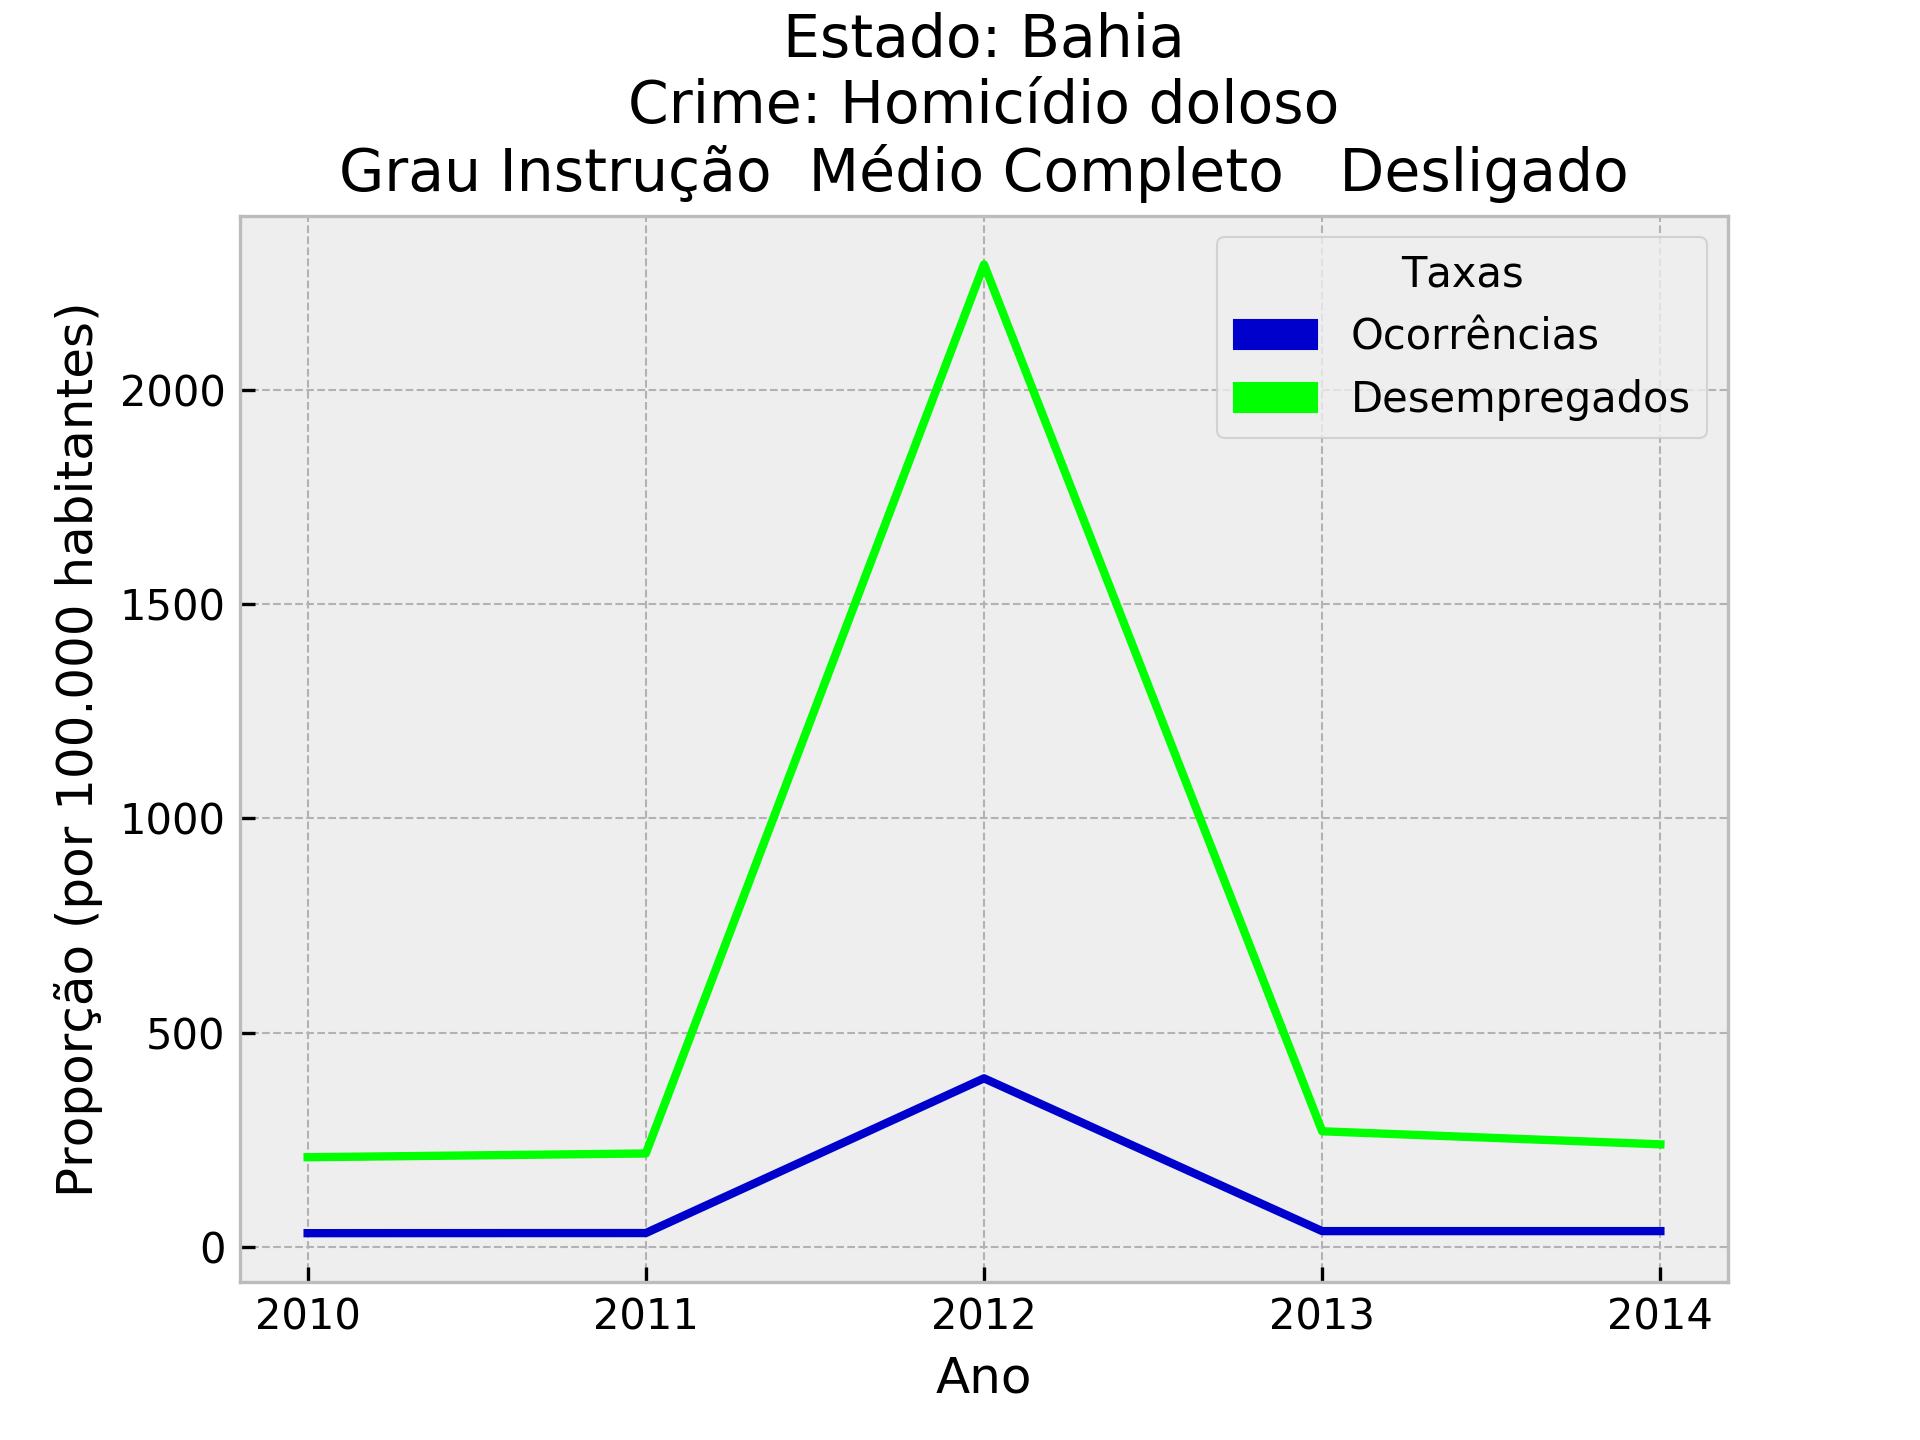 Estado: Bahia
Crime: Homicídio doloso
Grau Instrução  Médio Completo   Desligado
Taxas
Ocorrências
Desempregados
Proporção (por 100.000 habitantes)
2000
1500
1000
500
0
2010 2011 2012 2013 2014
Ano